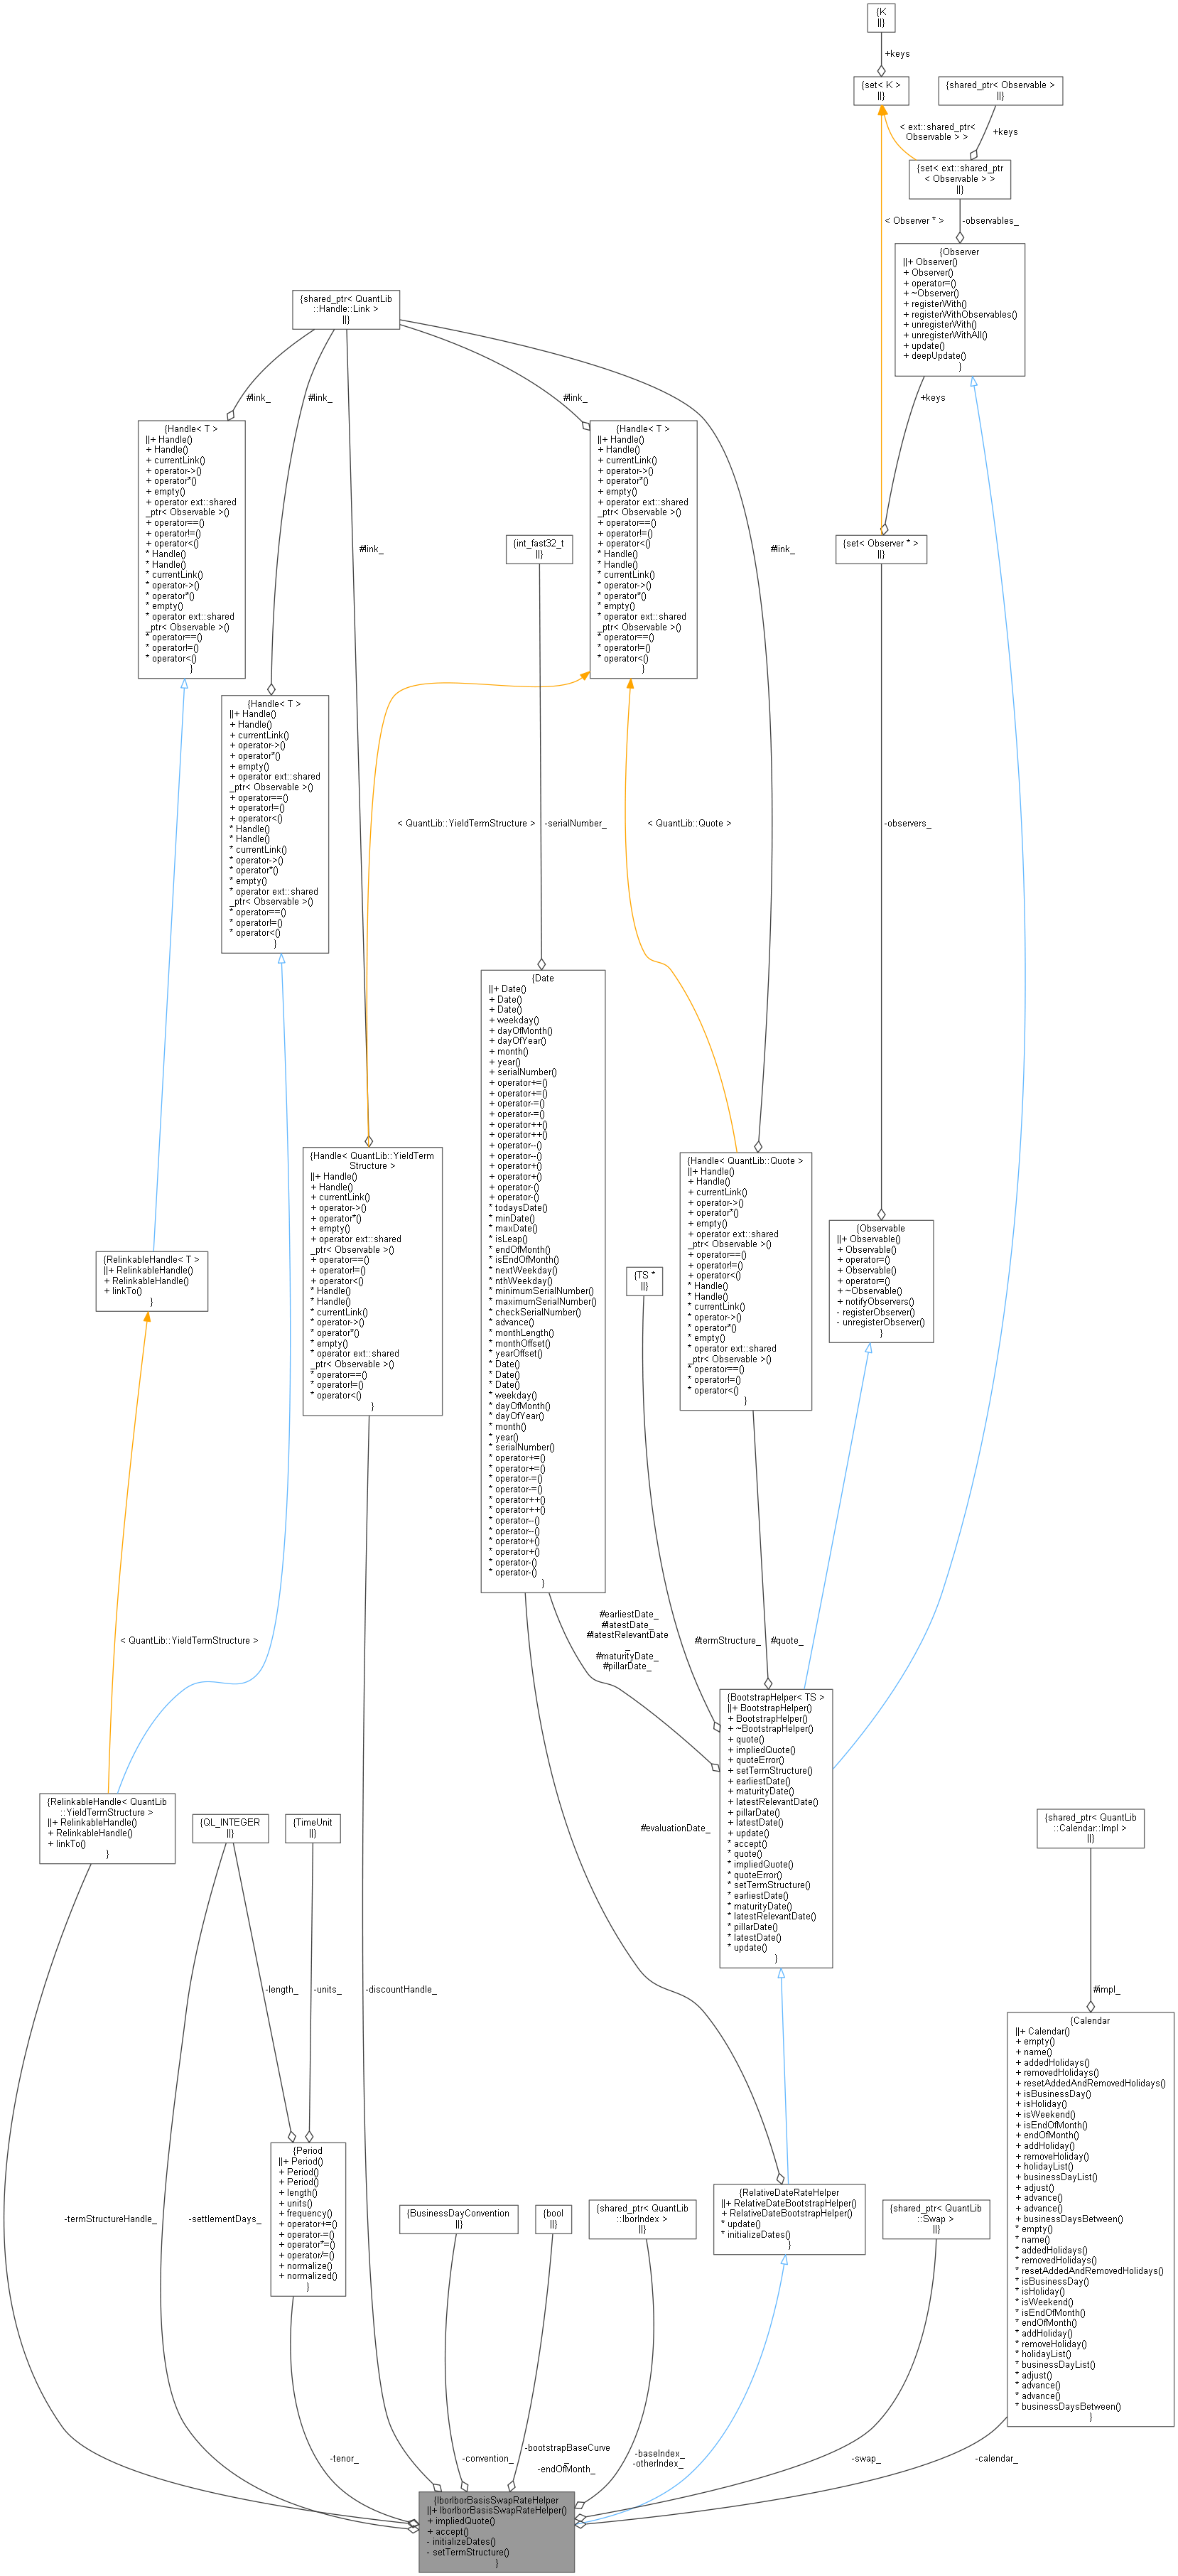 {K
||}
+keys
{set< K >
||}
{shared_ptr< Observable >
||}
< ext::shared_ptr<
Observable > >
+keys
{set< ext::shared_ptr
< Observable > >
||}
< Observer * >
-observables_
{Observer
||+ Observer()
+ Observer()
+ operator=()
+ ~Observer()
+ registerWith()
+ registerWithObservables()
+ unregisterWith()
+ unregisterWithAll()
+ update()
+ deepUpdate()
}
{shared_ptr< QuantLib
::Handle::Link >
||}
#link_
#link_
#link_
+keys
{Handle< T >
||+ Handle()
+ Handle()
+ currentLink()
+ operator->()
+ operator*()
+ empty()
+ operator ext::shared
_ptr< Observable >()
+ operator==()
+ operator!=()
+ operator<()
* Handle()
* Handle()
* currentLink()
* operator->()
* operator*()
* empty()
* operator ext::shared
_ptr< Observable >()
* operator==()
* operator!=()
* operator<()
}
{Handle< T >
||+ Handle()
+ Handle()
+ currentLink()
+ operator->()
+ operator*()
+ empty()
+ operator ext::shared
_ptr< Observable >()
+ operator==()
+ operator!=()
+ operator<()
* Handle()
* Handle()
* currentLink()
* operator->()
* operator*()
* empty()
* operator ext::shared
_ptr< Observable >()
* operator==()
* operator!=()
* operator<()
}
#link_
{int_fast32_t
||}
#link_
{set< Observer * >
||}
{Handle< T >
||+ Handle()
+ Handle()
+ currentLink()
+ operator->()
+ operator*()
+ empty()
+ operator ext::shared
_ptr< Observable >()
+ operator==()
+ operator!=()
+ operator<()
* Handle()
* Handle()
* currentLink()
* operator->()
* operator*()
* empty()
* operator ext::shared
_ptr< Observable >()
* operator==()
* operator!=()
* operator<()
}
< QuantLib::YieldTermStructure >
-serialNumber_
< QuantLib::Quote >
-observers_
{Date
||+ Date()
+ Date()
+ Date()
+ weekday()
+ dayOfMonth()
+ dayOfYear()
+ month()
+ year()
+ serialNumber()
+ operator+=()
+ operator+=()
+ operator-=()
+ operator-=()
+ operator++()
+ operator++()
+ operator--()
+ operator--()
+ operator+()
+ operator+()
+ operator-()
+ operator-()
* todaysDate()
* minDate()
* maxDate()
* isLeap()
* endOfMonth()
* isEndOfMonth()
* nextWeekday()
* nthWeekday()
* minimumSerialNumber()
* maximumSerialNumber()
* checkSerialNumber()
* advance()
* monthLength()
* monthOffset()
* yearOffset()
* Date()
* Date()
* Date()
* weekday()
* dayOfMonth()
* dayOfYear()
* month()
* year()
* serialNumber()
* operator+=()
* operator+=()
* operator-=()
* operator-=()
* operator++()
* operator++()
* operator--()
* operator--()
* operator+()
* operator+()
* operator-()
* operator-()
}
{Handle< QuantLib::YieldTerm
Structure >
||+ Handle()
+ Handle()
+ currentLink()
+ operator->()
+ operator*()
+ empty()
+ operator ext::shared
_ptr< Observable >()
+ operator==()
+ operator!=()
+ operator<()
* Handle()
* Handle()
* currentLink()
* operator->()
* operator*()
* empty()
* operator ext::shared
_ptr< Observable >()
* operator==()
* operator!=()
* operator<()
}
{Handle< QuantLib::Quote >
||+ Handle()
+ Handle()
+ currentLink()
+ operator->()
+ operator*()
+ empty()
+ operator ext::shared
_ptr< Observable >()
+ operator==()
+ operator!=()
+ operator<()
* Handle()
* Handle()
* currentLink()
* operator->()
* operator*()
* empty()
* operator ext::shared
_ptr< Observable >()
* operator==()
* operator!=()
* operator<()
}
{Observable
||+ Observable()
+ Observable()
+ operator=()
+ Observable()
+ operator=()
+ ~Observable()
+ notifyObservers()
- registerObserver()
- unregisterObserver()
}
{RelinkableHandle< T >
||+ RelinkableHandle()
+ RelinkableHandle()
+ linkTo()
}
{TS *
||}
< QuantLib::YieldTermStructure >
#earliestDate_
#latestDate_
#latestRelevantDate
_
#maturityDate_
#pillarDate_
#termStructure_
#quote_
{BootstrapHelper< TS >
||+ BootstrapHelper()
+ BootstrapHelper()
+ ~BootstrapHelper()
+ quote()
+ impliedQuote()
+ quoteError()
+ setTermStructure()
+ earliestDate()
+ maturityDate()
+ latestRelevantDate()
+ pillarDate()
+ latestDate()
+ update()
* accept()
* quote()
* impliedQuote()
* quoteError()
* setTermStructure()
* earliestDate()
* maturityDate()
* latestRelevantDate()
* pillarDate()
* latestDate()
* update()
}
{RelinkableHandle< QuantLib
::YieldTermStructure >
||+ RelinkableHandle()
+ RelinkableHandle()
+ linkTo()
}
{QL_INTEGER
||}
{TimeUnit
||}
#evaluationDate_
{shared_ptr< QuantLib
::Calendar::Impl >
||}
-length_
-units_
-discountHandle_
#impl_
{Calendar
||+ Calendar()
+ empty()
+ name()
+ addedHolidays()
+ removedHolidays()
+ resetAddedAndRemovedHolidays()
+ isBusinessDay()
+ isHoliday()
+ isWeekend()
+ isEndOfMonth()
+ endOfMonth()
+ addHoliday()
+ removeHoliday()
+ holidayList()
+ businessDayList()
+ adjust()
+ advance()
+ advance()
+ businessDaysBetween()
* empty()
* name()
* addedHolidays()
* removedHolidays()
* resetAddedAndRemovedHolidays()
* isBusinessDay()
* isHoliday()
* isWeekend()
* isEndOfMonth()
* endOfMonth()
* addHoliday()
* removeHoliday()
* holidayList()
* businessDayList()
* adjust()
* advance()
* advance()
* businessDaysBetween()
}
-termStructureHandle_
-settlementDays_
{Period
||+ Period()
+ Period()
+ Period()
+ length()
+ units()
+ frequency()
+ operator+=()
+ operator-=()
+ operator*=()
+ operator/=()
+ normalize()
+ normalized()
}
{BusinessDayConvention
||}
{bool
||}
{shared_ptr< QuantLib
::IborIndex >
||}
{RelativeDateRateHelper
||+ RelativeDateBootstrapHelper()
+ RelativeDateBootstrapHelper()
* update()
* initializeDates()
}
{shared_ptr< QuantLib
::Swap >
||}
-tenor_
-convention_
-bootstrapBaseCurve
_
-endOfMonth_
-baseIndex_
-otherIndex_
-swap_
-calendar_
{IborIborBasisSwapRateHelper
||+ IborIborBasisSwapRateHelper()
+ impliedQuote()
+ accept()
- initializeDates()
- setTermStructure()
}